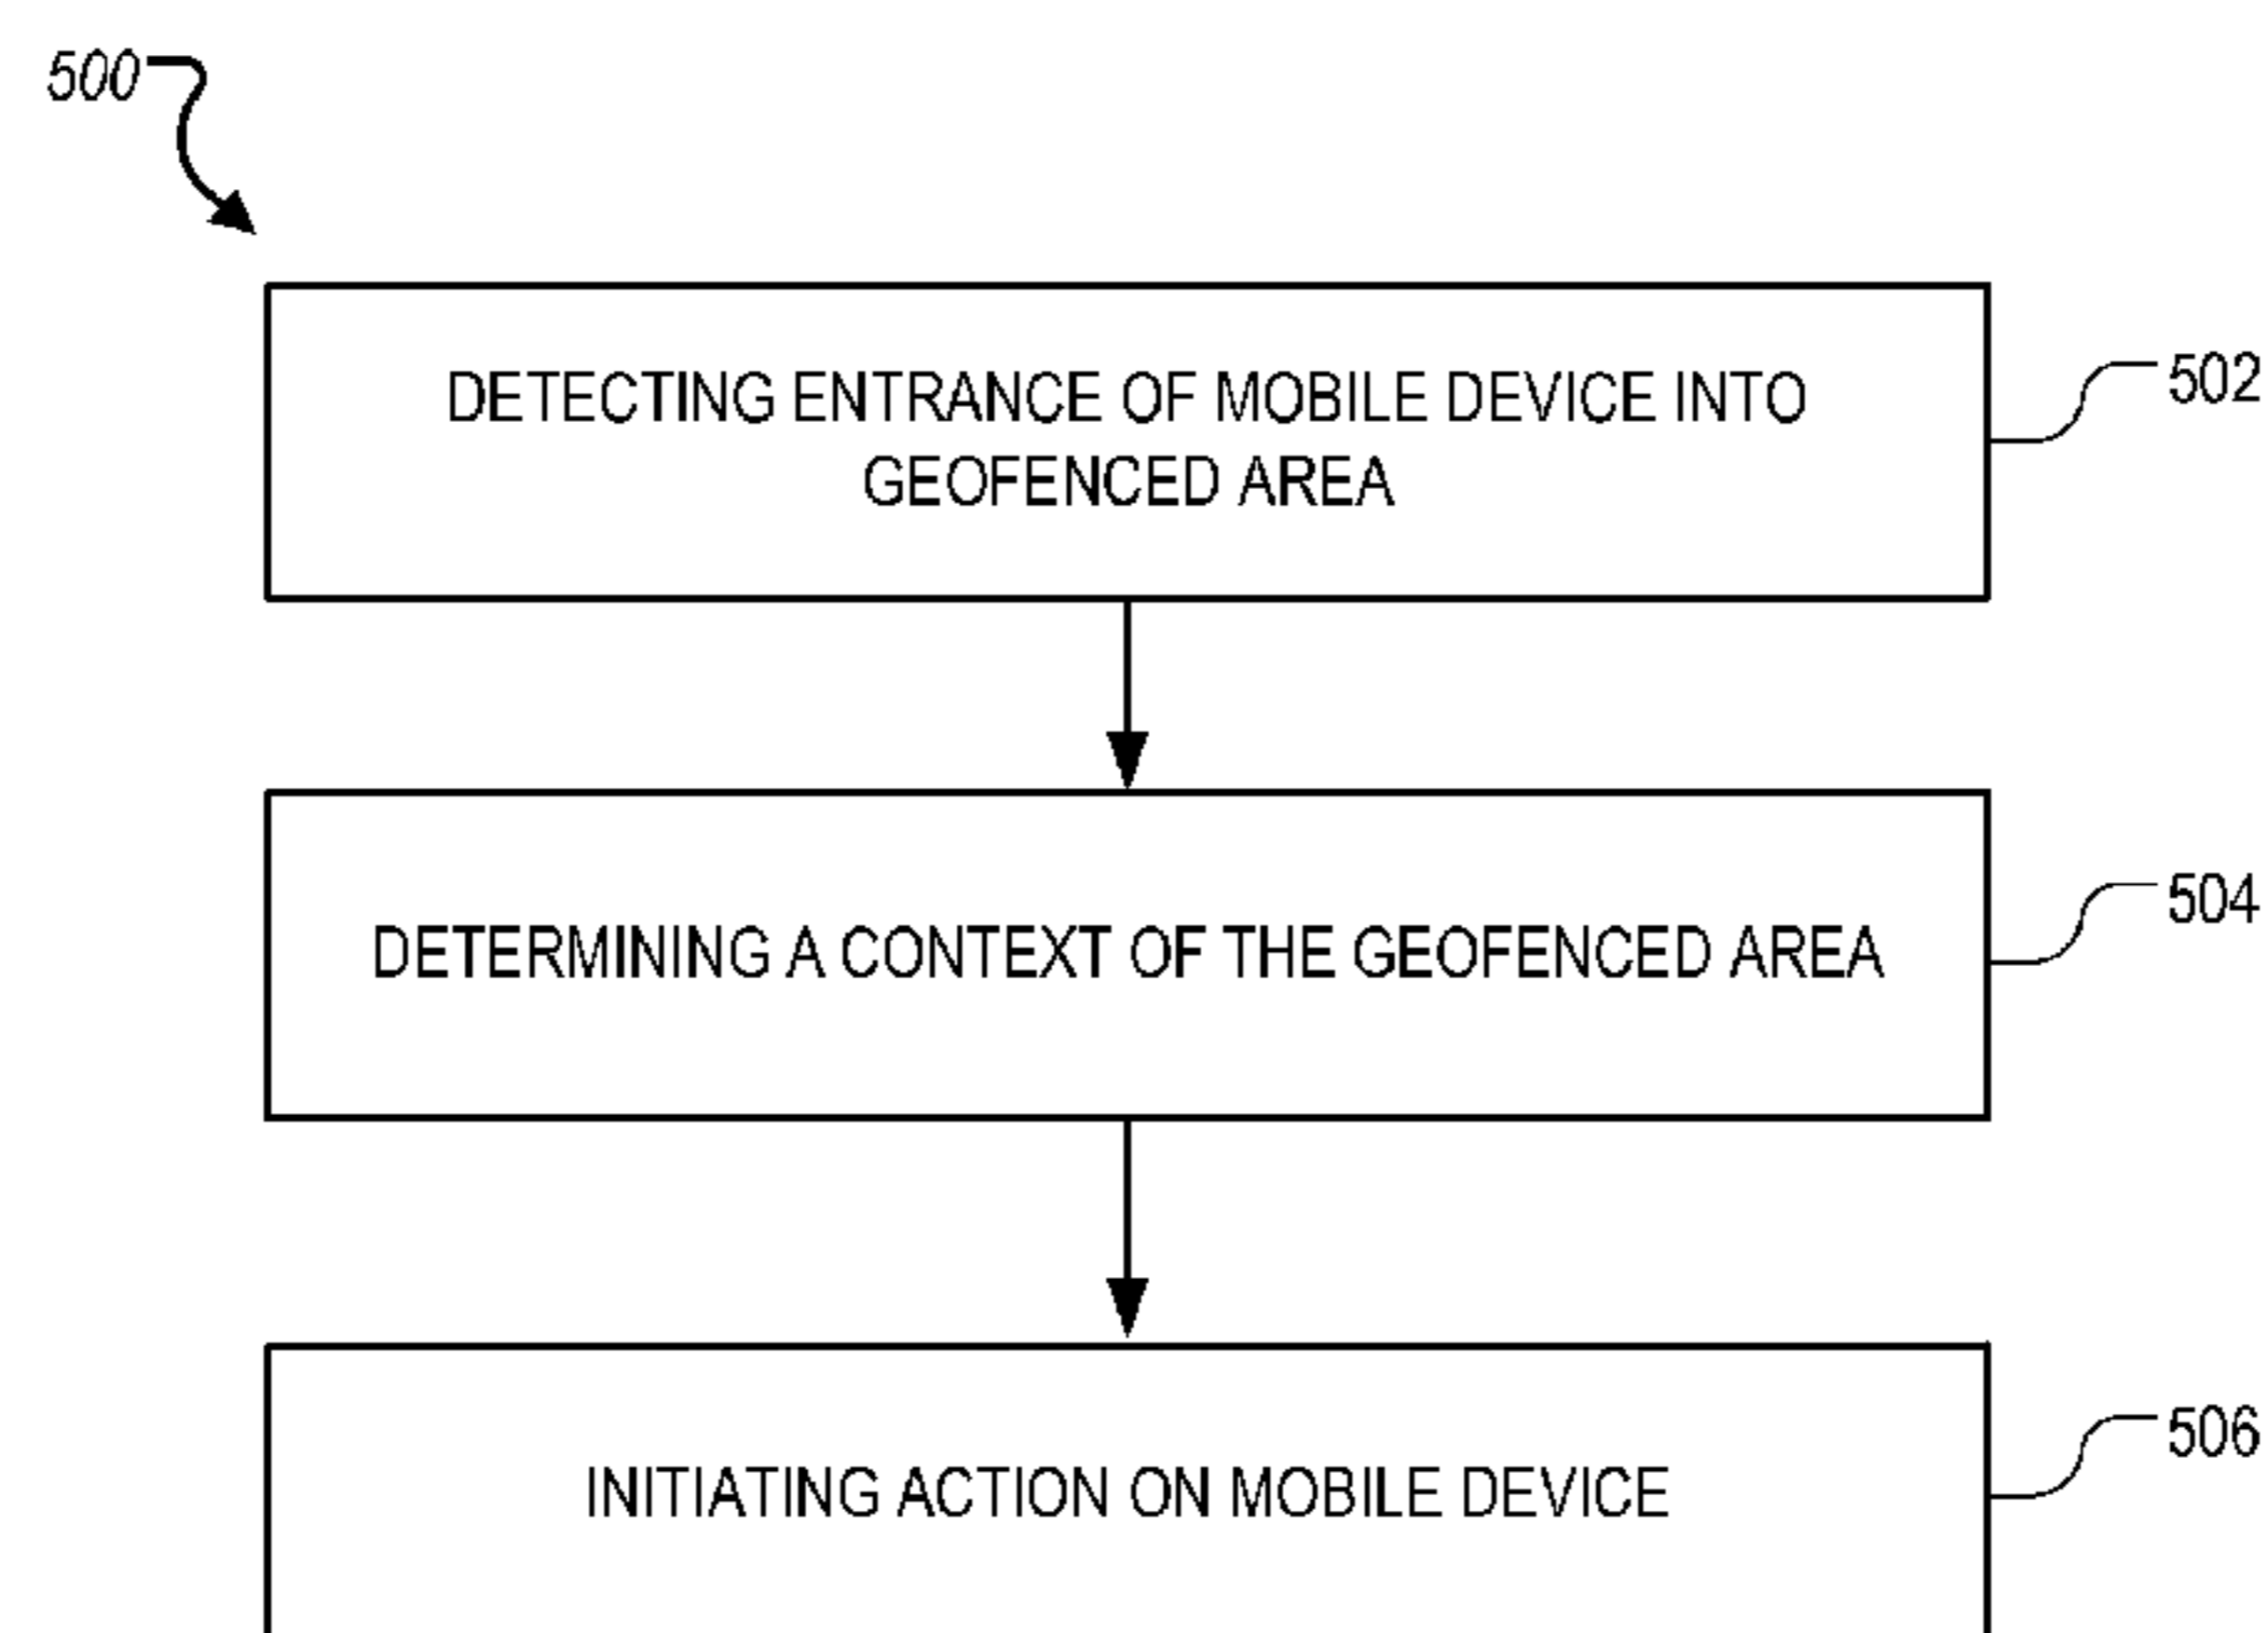 500
DETECTING ENTRANCE OF MOBILE DEVICE INTO
GEOFENCED AREA
502
DETERMINING A CONTEXT OF THE GEOFENCED AREA
504
INITIATING ACTION ON MOBILE DEVICE
506